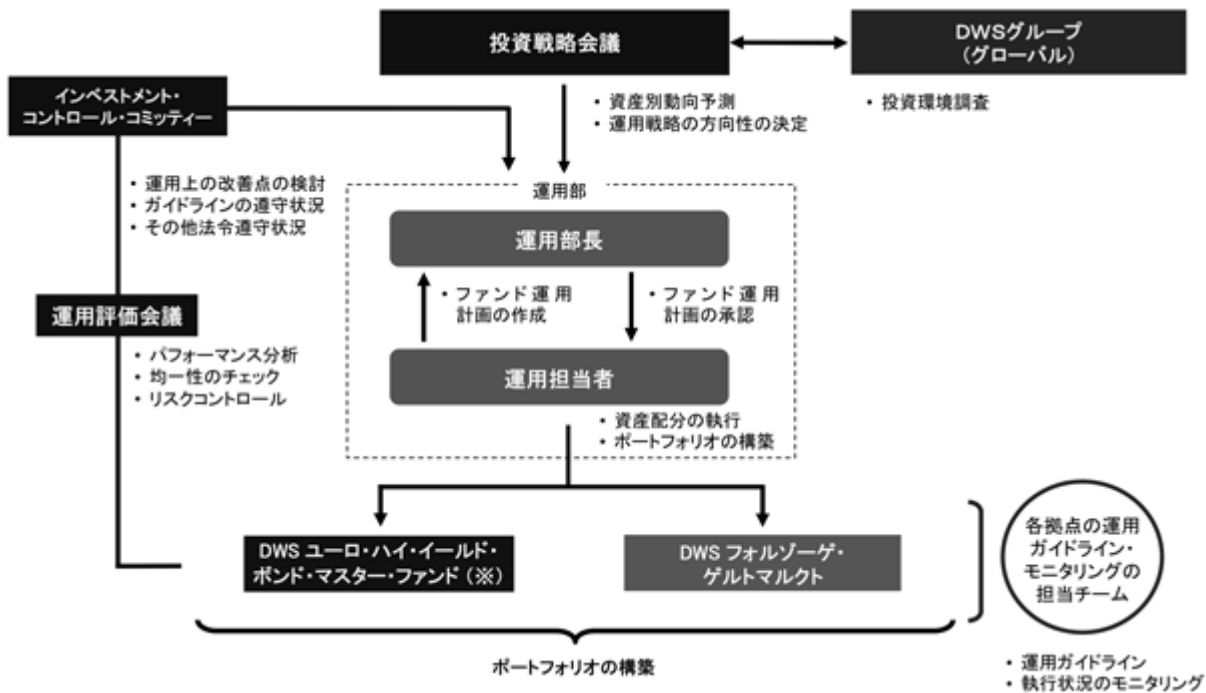 投資戦略会議
DWSグループ
(グローバル)
・資産別動向予測
・運用戦略の方向性の決定
・投資環境調査
インベストメント・
コントロール・コミッティー
・運用上の改善点の検討
・ガイドラインの遵守状況
・その他法令遵守状況
運用部
運用部長
・ファンド運用
計画の作成
・ファンド運用
計画の承認
運用評価会議
・パフォーマンス分析
・均一性のチェック
・リスクコントロール
運用担当者
・資産配分の執行
・ポートフォリオの構築
DWS ユーロ・ハイ・イールド・
ボンド・マスター・ファンド(※)
DWS フォルゾーゲ・
ゲルトマルクト
各拠点の運用
ガイドライン・
モニタリングの
担当チーム
ポートフォリオの構築
・運用ガイドライン
・執行状況のモニタリング